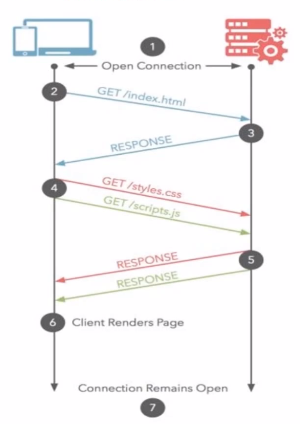 1
Open Connection
2
GET /index.html
3
RESPONSE
4
GET /styles.css
GET /scripts.js
5
RESPONSE
RESPONSE
6
Client Renders Page
Connection Remains Open
7